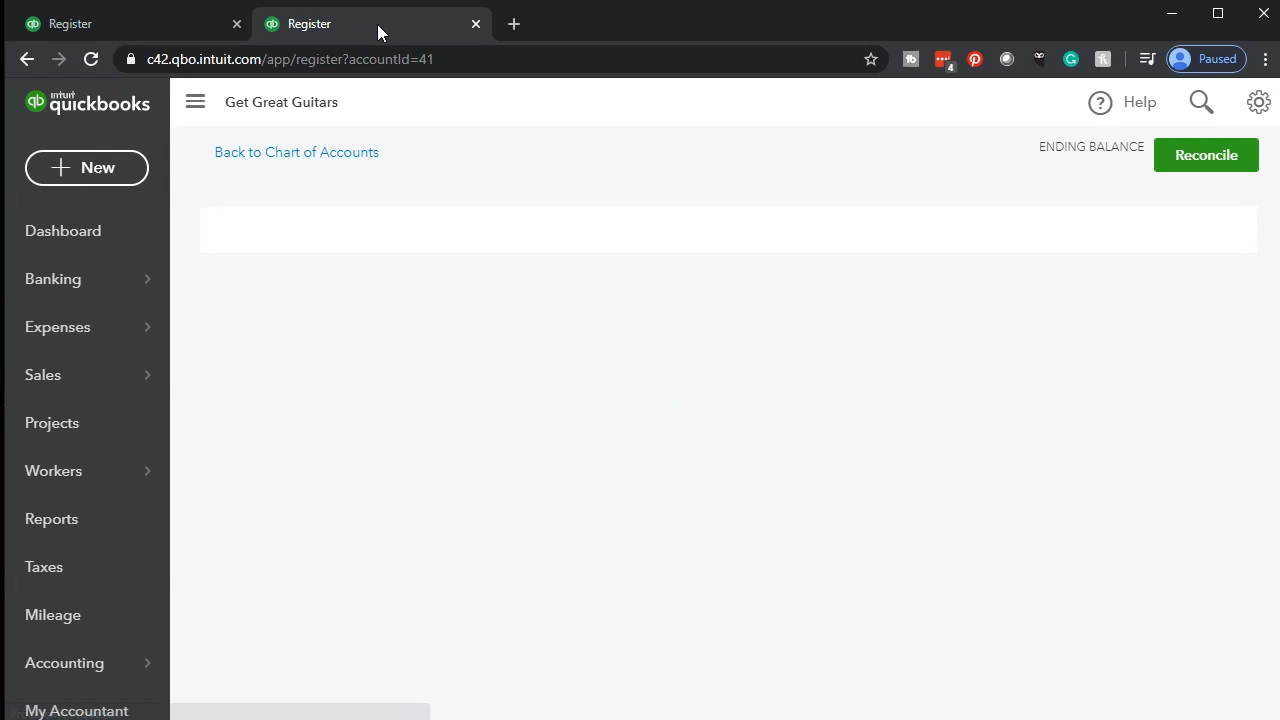 Register
Register
c42.qbo.intuit.com/app/register?accountId=41
4
Paused
intuit quickbooks
Get Great Guitars
Help
New
Back to Chart of Accounts
ENDING BALANCE
Reconcile
Dashboard
Banking
Expenses
Sales
Projects
Workers
Reports
Taxes
Mileage
Accounting
My Accountant